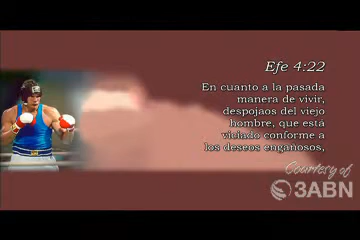 Efe 4:22
En cuanto a la pasada
manera de vivir,
despojaos del viejo
hombre, que está
viciado conforme a
los deseos engañosos,
Courtesy of
3ABN